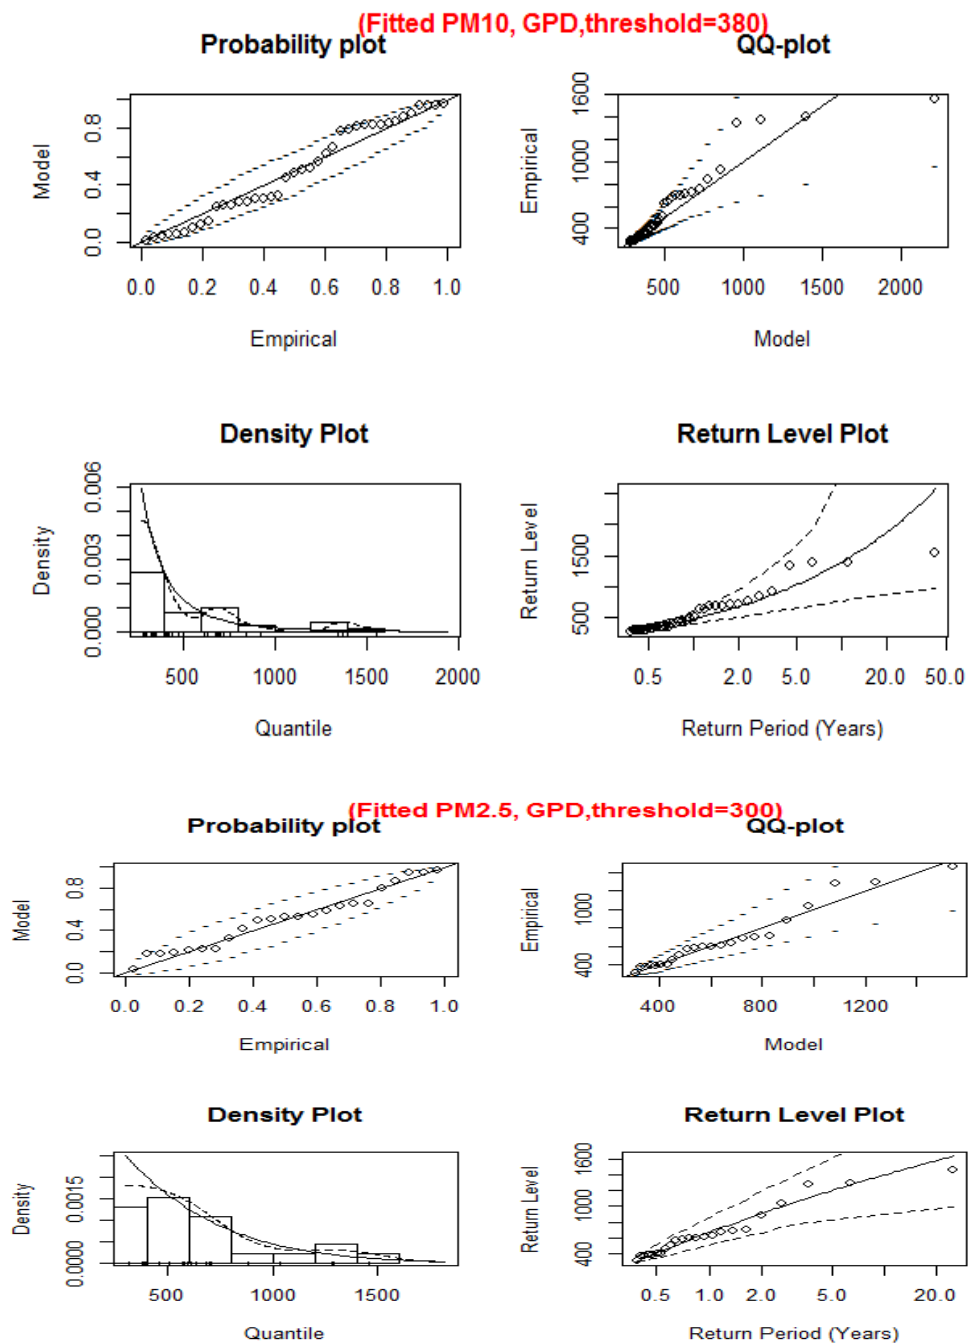 (Fitted PM10, GPD,threshold=380)
Probability plot
QQ-plot
Model
0.0 0.4 0.8
0.0 0.2 0.4 0.6 0.8 1.0
Empirical
Empirical
400 1000 1600
500 1000 1500 2000
Model
Density Plot
Return Level Plot
Density
0.000 0.003 0.006
500 1000 1500 2000
Quantile
Return Level
500 1500
0.5 2.0 5.0 20.0 50.0
Return Period (Years)
(Fitted PM2.5, GPD,threshold=300)
Probability plot
QQ-plot
Model
0.0 0.4 0.8
0.0 0.2 0.4 0.6 0.8 1.0
Empirical
Empirical
400 1000
400 800 1200
Model
Density Plot
Return Level Plot
Density
0.0000 0.0015
500 1000 1500
Quantile
Return Level
400 1000 1600
0.5 1.0 2.0 5.0 20.0
Return Period (Years)